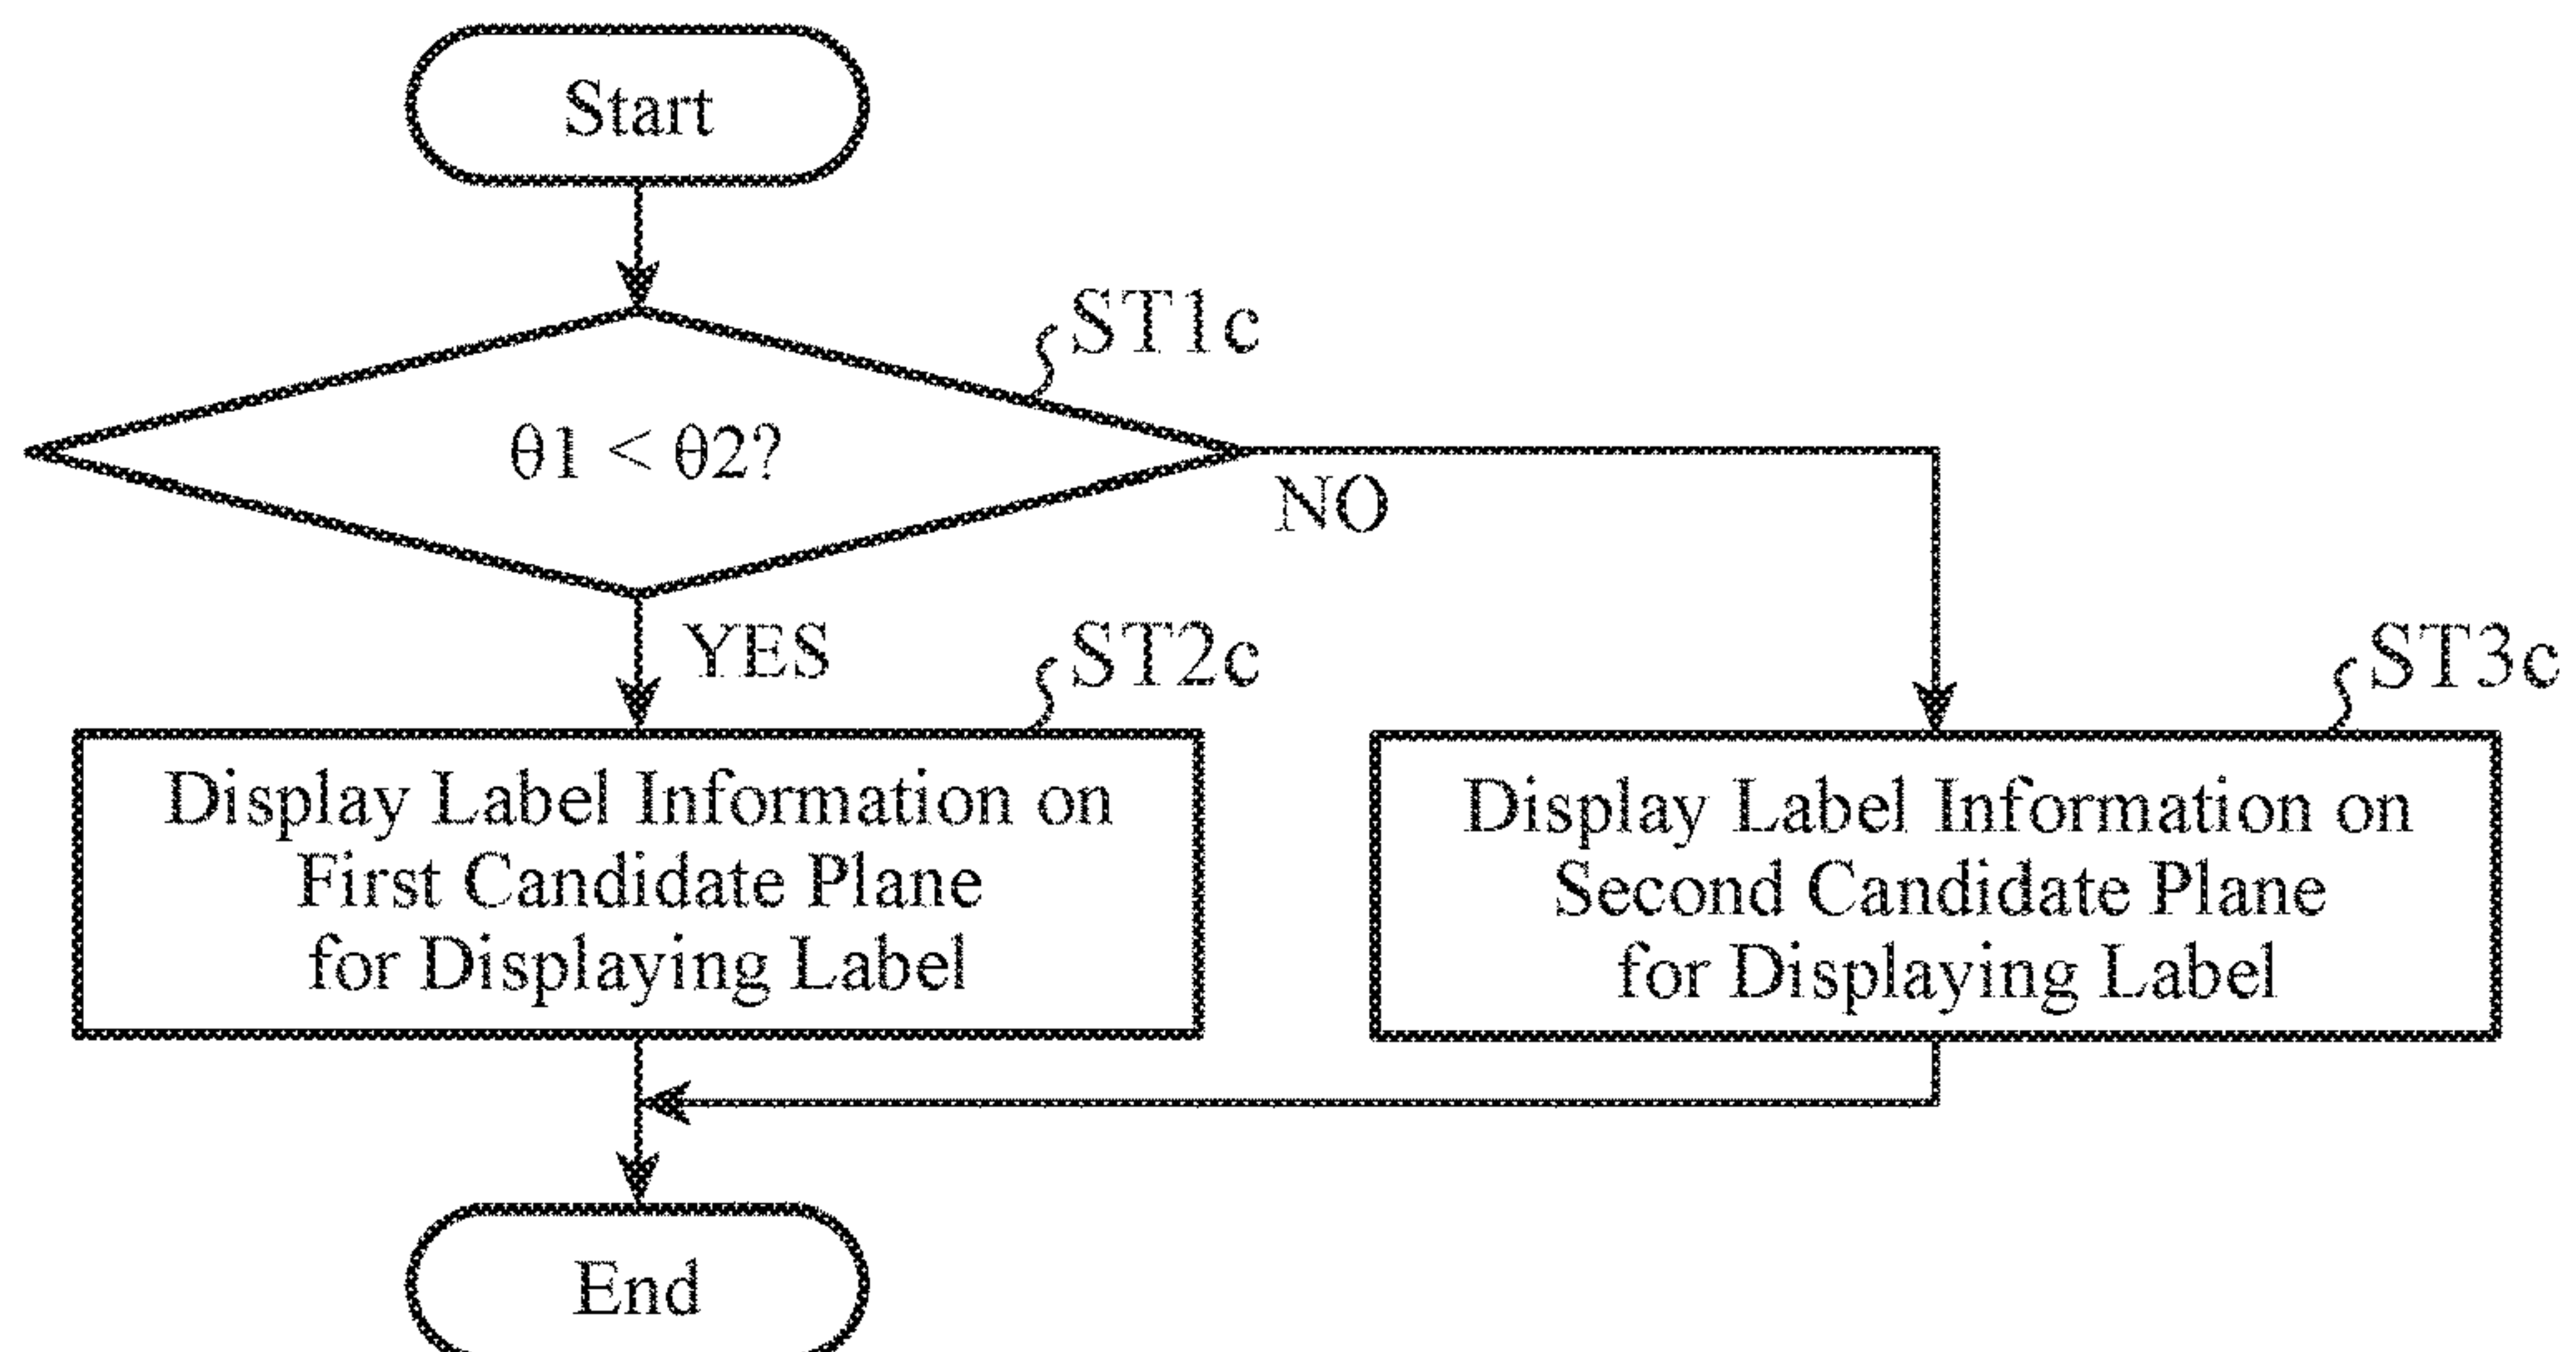 Start
ST1c
θ1 < θ2?
NO
YES
ST2c
ST3c
Display Label Information on
First Candidate Plane
for Displaying Label
Display Label Information on
Second Candidate Plane
for Displaying Label
End